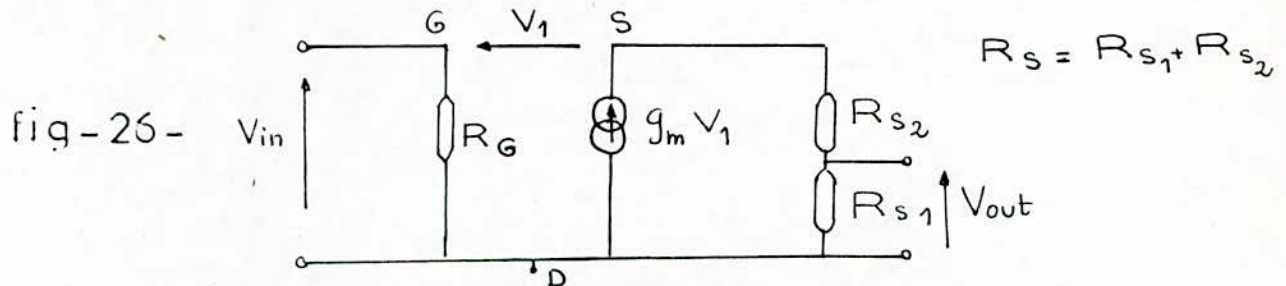 G V1 S
RS = RS1 + RS2
fig-26- Vin RG gm V1 RS2
RS1 Vout
D